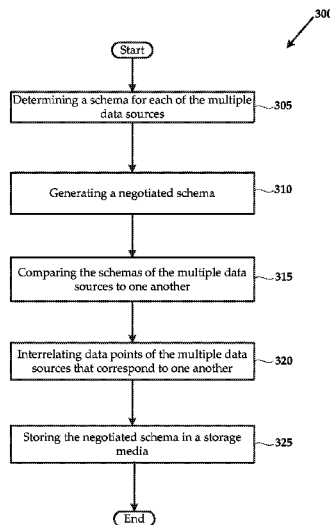 300
Start
Determining a schema for each of the multiple
data sources
305
Generating a negotiated schema
310
Comparing the schemas of the multiple data
sources to one another
315
Interrelating data points of the multiple data
sources that correspond to one another
320
Storing the negotiated schema in a storage
media
325
End